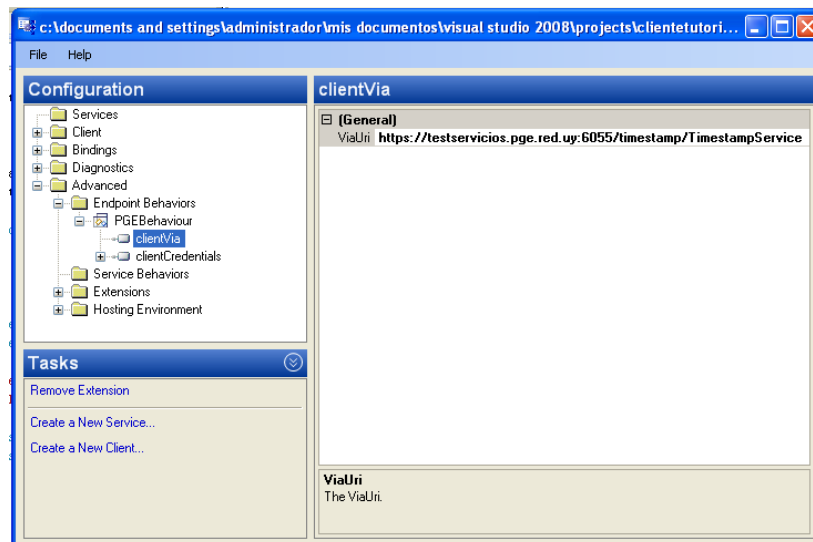 c:\documents and settings\administrador\mis documentos\visual studio 2008\projects\clientetutori...
File Help
Configuration
Services
Client
Bindings
Diagnostics
Advanced
Endpoint Behaviors
PGEBehaviour
clientVia
clientCredentials
Service Behaviors
Extensions
Hosting Environment
Tasks
Remove Extension
Create a New Service...
Create a New Client...
clientVia
(General)
ViaUri https://testservicios.pge.red.uy:6055/timestamp/TimestampService
ViaUri
The ViaUri.